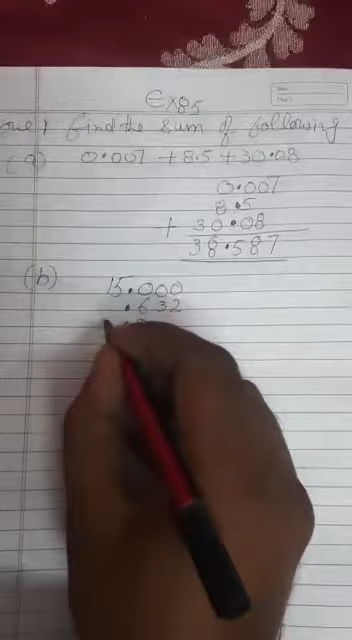 Ex 8.5
Find the sum of following
(a) 0.007 + 8.5 + 30.08
0.007
8.5
+ 30.08
38.587
(b) 15.000
.632